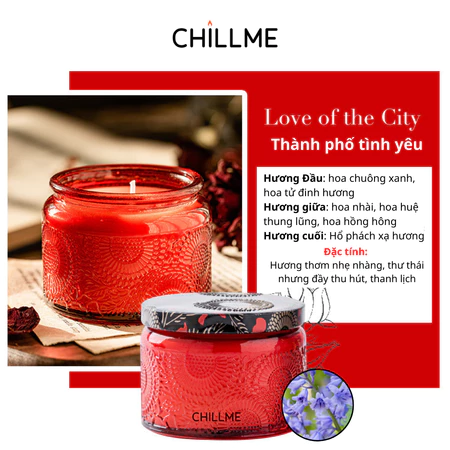 CHILLME
Love of the City
Thành phố tình yêu
Hương Đầu: hoa chuông xanh,
hoa tử đinh hương
Hương giữa: hoa nhài, hoa huệ
thung lũng, hoa hồng hông
Hương cuối: Hổ phách xạ hương
Đặc tính:
Hương thơm nhẹ nhàng, thư thái
nhưng đầy thu hút, thanh lịch
CHILLME